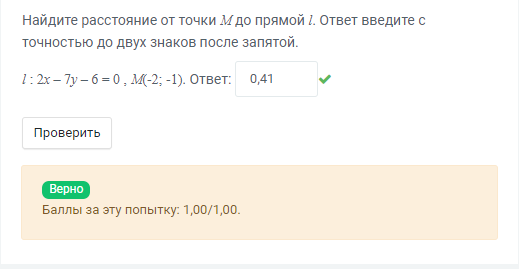 Найдите расстояние от точки M до прямой l. Ответ введите с
точностью до двух знаков после запятой.
l : 2x – 7y – 6 = 0 , M(-2; -1). Ответ: 0,41
Проверить
Верно
Баллы за эту попытку: 1,00/1,00.